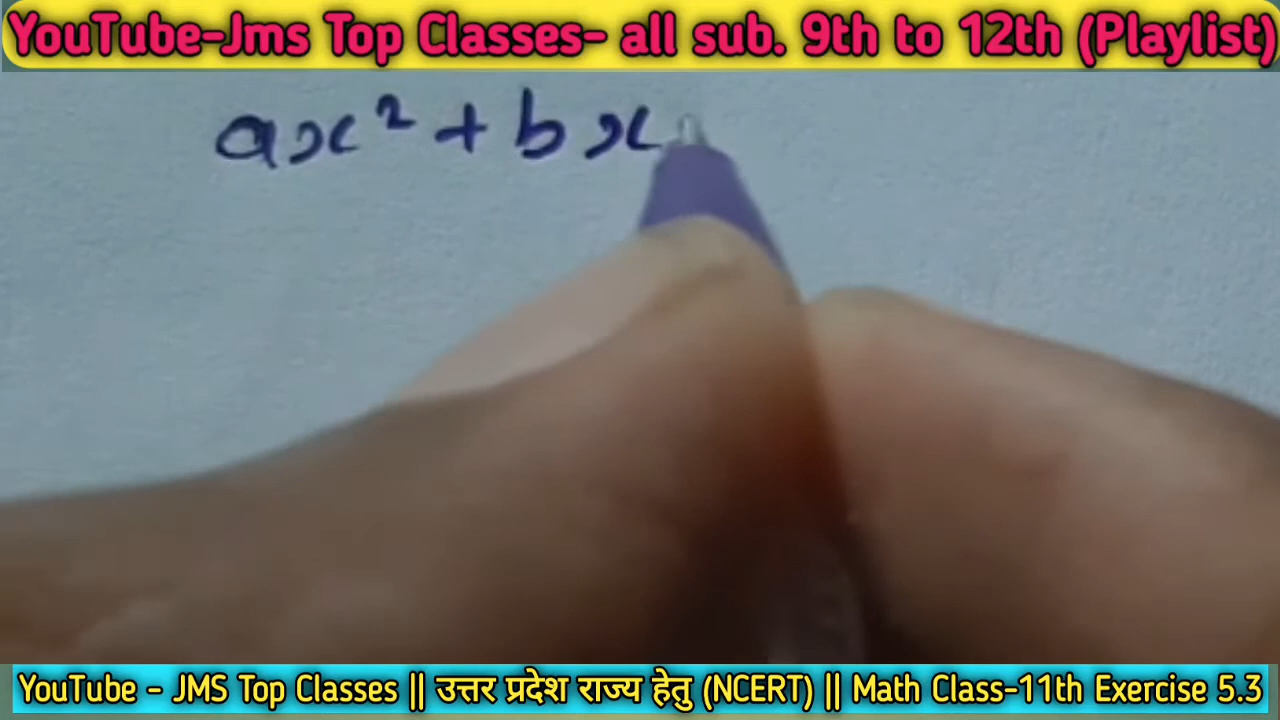 YouTube-Jms Top Classes- all sub. 9th to 12th (Playlist)
ax² + bx
YouTube - JMS Top Classes || उत्तर प्रदेश राज्य हेतु (NCERT) || Math Class-11th Exercise 5.3